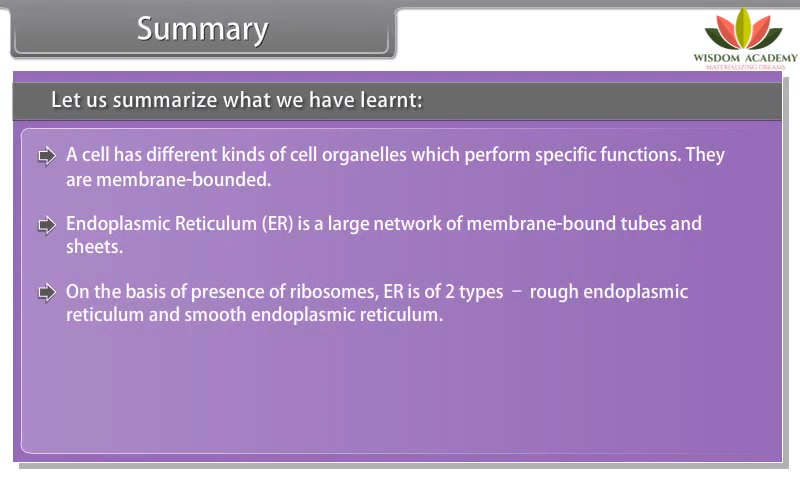 Summary
WISDOM ACADEMY
MATERIALIZING DREAMS
Let us summarize what we have learnt:
A cell has different kinds of cell organelles which perform specific functions. They
are membrane-bounded.
Endoplasmic Reticulum (ER) is a large network of membrane-bound tubes and
sheets.
On the basis of presence of ribosomes, ER is of 2 types – rough endoplasmic
reticulum and smooth endoplasmic reticulum.